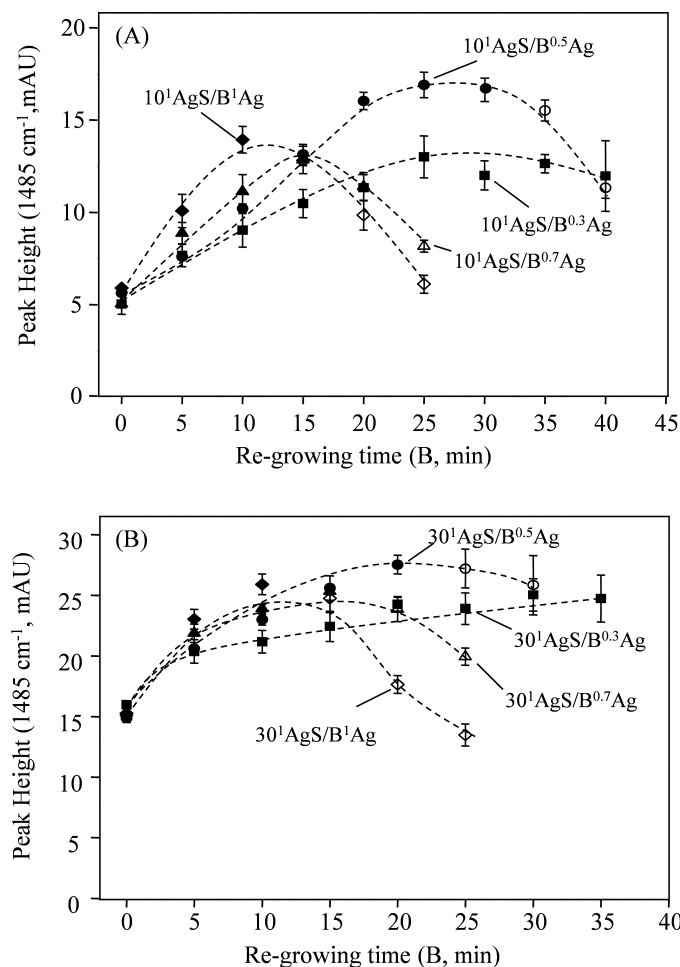 (A)
Peak Height (1485 cm⁻¹,mAU)
20
15
10
5
0
10¹AgS/B⁰·⁵Ag
10¹AgS/B¹Ag
10¹AgS/B⁰·³Ag
10¹AgS/B⁰·⁷Ag
0 5 10 15 20 25 30 35 40 45
Re-growing time (B, min)
(B)
Peak Height (1485 cm⁻¹, mAU)
30
25
20
15
10
5
0
30¹AgS/B⁰·⁵Ag
30¹AgS/B⁰·³Ag
30¹AgS/B⁰·⁷Ag
30¹AgS/B¹Ag
0 5 10 15 20 25 30 35 40
Re-growing time (B, min)